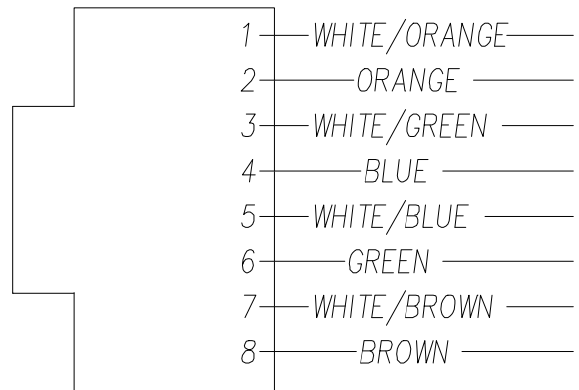 1 WHITE/ORANGE
2 ORANGE
3 WHITE/GREEN
4 BLUE
5 WHITE/BLUE
6 GREEN
7 WHITE/BROWN
8 BROWN